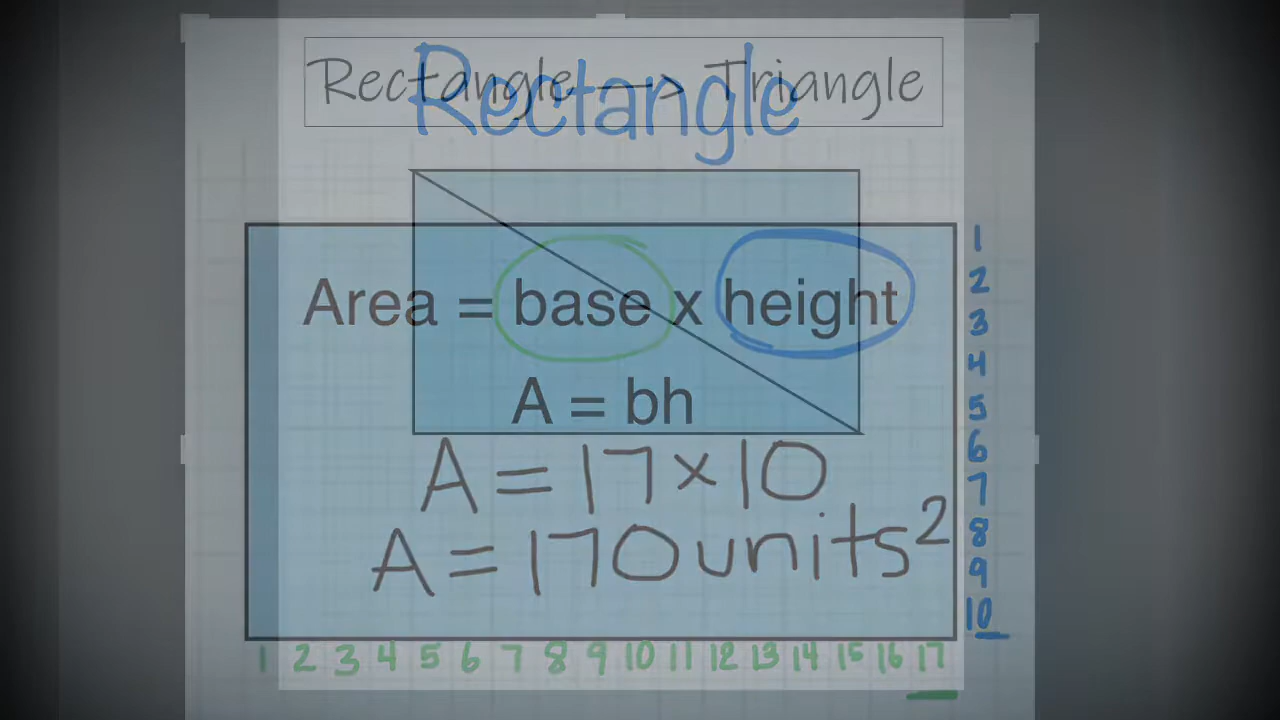 Rectangle → Triangle
Rectangle
Area = base x height
A = bh
A = 17 × 10
A = 170 units²
1
2
3
4
5
6
7
8
9
10
1 2 3 4 5 6 7 8 9 10 11 12 13 14 15 16 17